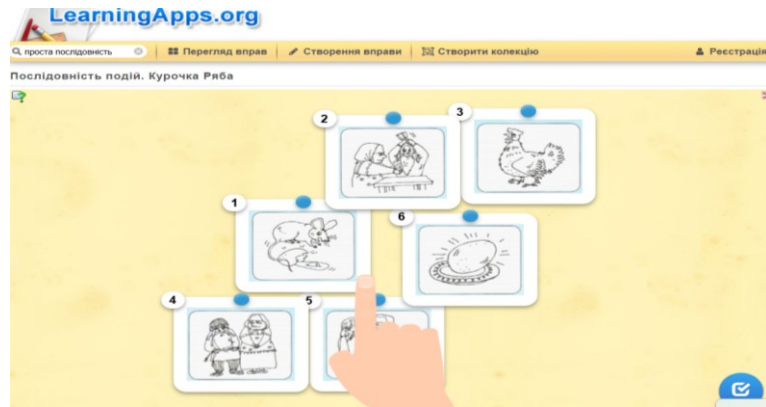 LearningApps.org
проста послідовність
Перегляд вправ
Створення вправи
Створити колекцію
Реєстрація
Послідовність подій. Курочка Ряба
2
3
1
6
4
5